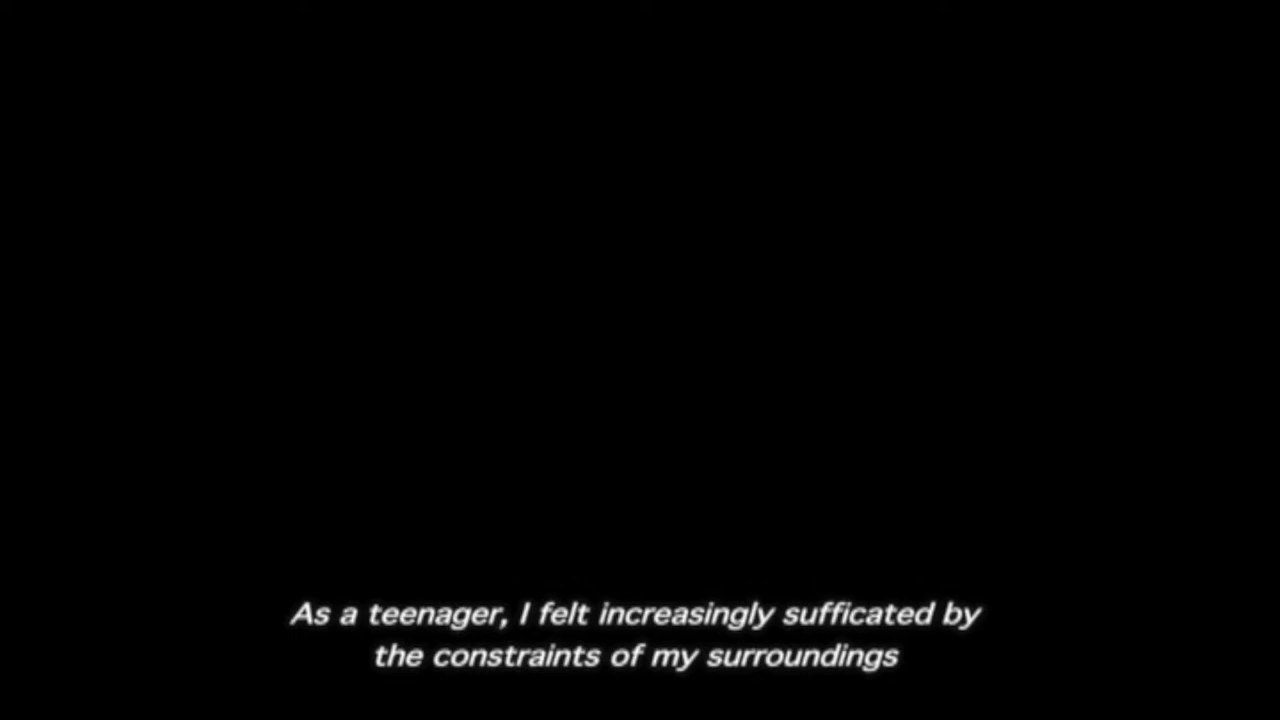 As a teenager, I felt increasingly sufficated by
the constraints of my surroundings